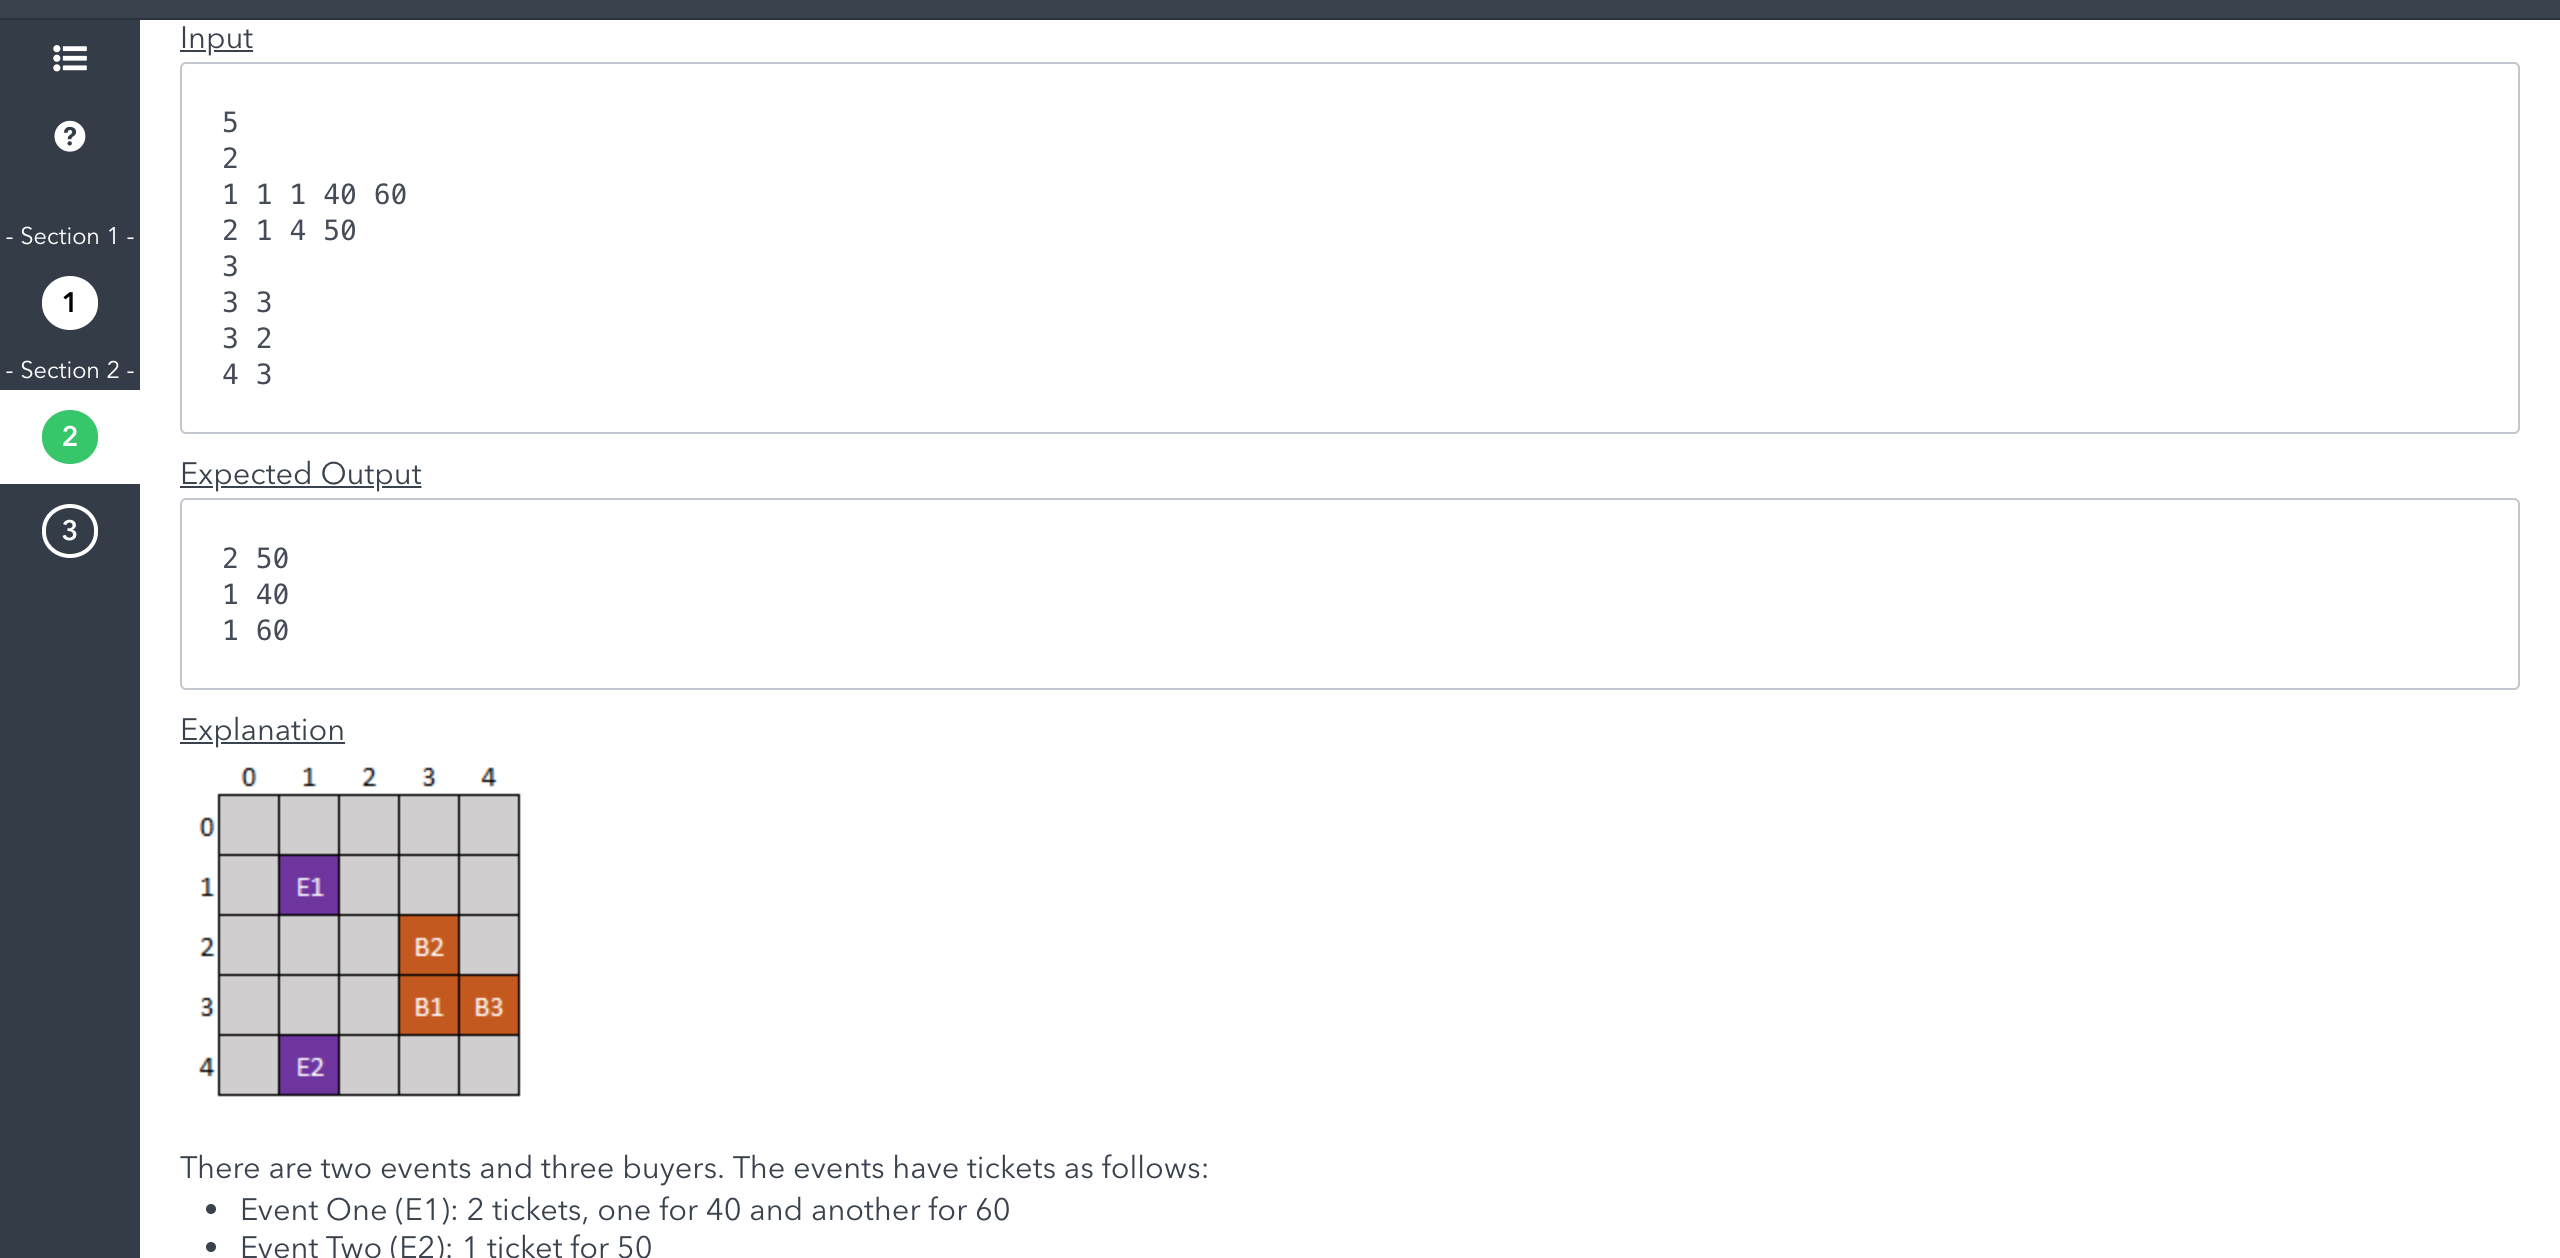 Input
5
2
1 1 1 40 60
2 1 4 50
3
3 3
3 2
4 3
- Section 1 -
1
- Section 2 -
2
3
Expected Output
2 50
1 40
1 60
Explanation
0 1 2 3 4
0
1 E1
2 B2
3 B1 B3
4 E2
There are two events and three buyers. The events have tickets as follows:
• Event One (E1): 2 tickets, one for 40 and another for 60
• Event Two (E2): 1 ticket for 50